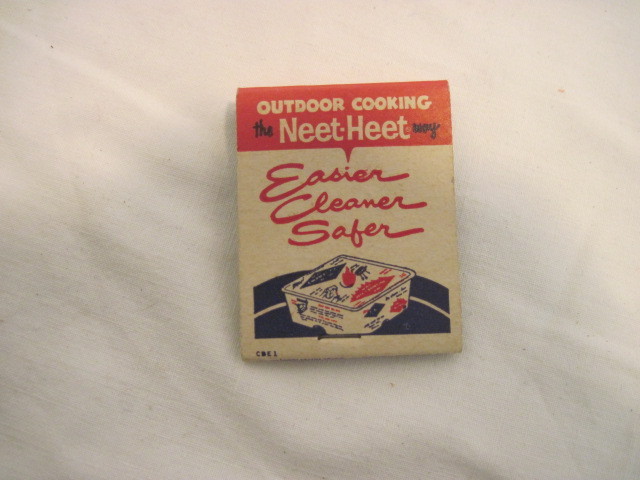 OUTDOOR COOKING
the Neet-Heet way
Easier
Cleaner
Safer